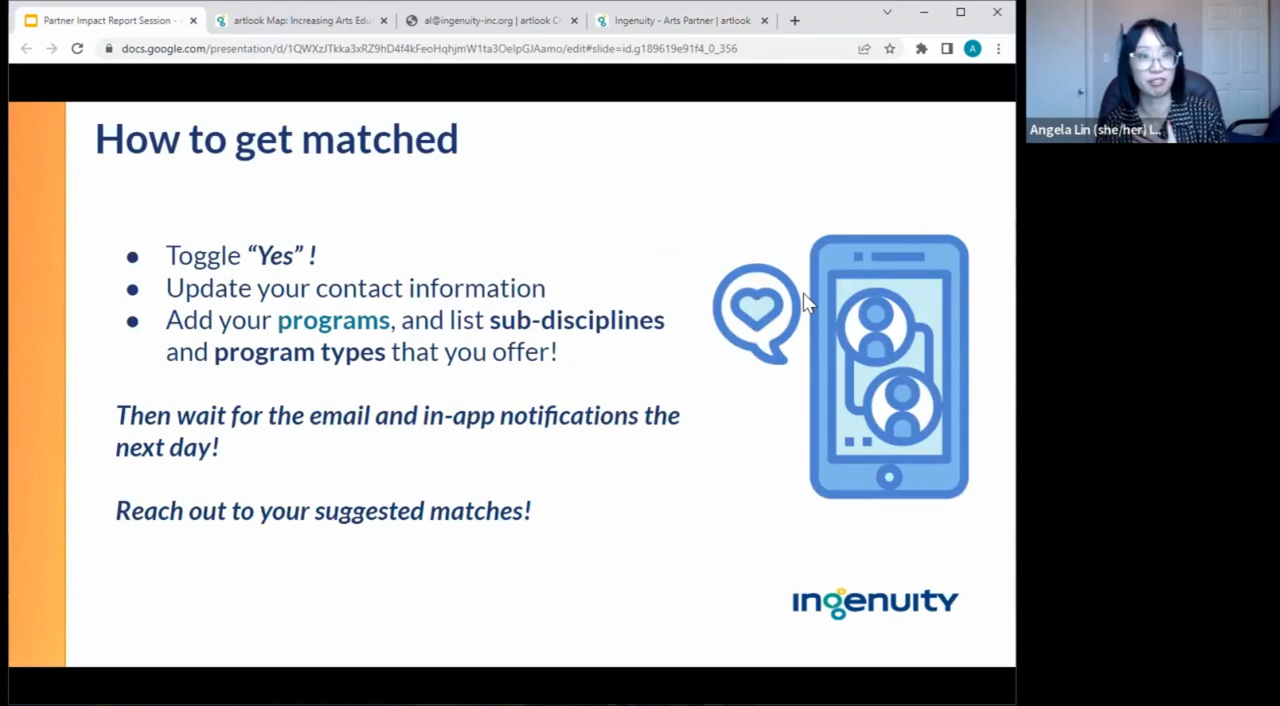 Partner Impact Report Session -
artlook Map: Increasing Arts Edu
al@ingenuity-inc.org | artlook C
Ingenuity - Arts Partner | artlook
docs.google.com/presentation/d/1QWXzJTkka3xRZ9hD4f4kFeoHqhjmW1ta3OelpGJAamo/edit#slide=id.g189619e91f4_0_356
A
Angela Lin (she/her) L...
How to get matched
● Toggle “Yes” !
● Update your contact information
● Add your programs, and list sub-disciplines
and program types that you offer!
Then wait for the email and in-app notifications the
next day!
Reach out to your suggested matches!
ingenuity